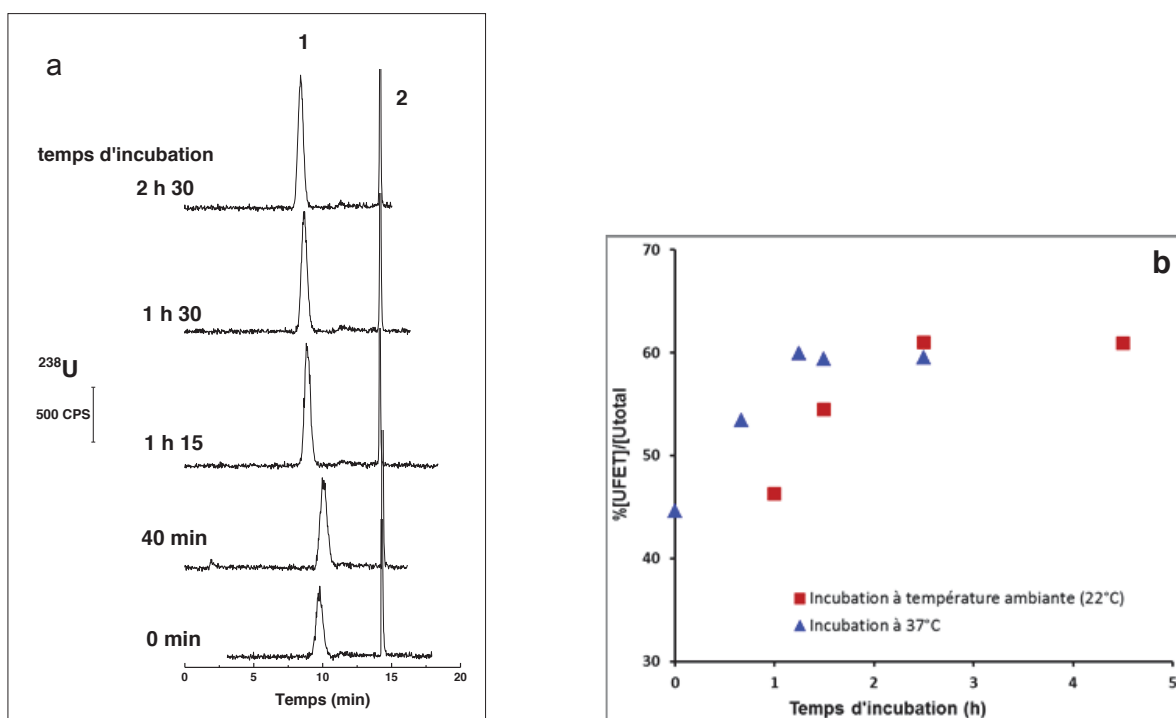 a
1
2
temps d'incubation
2 h 30
1 h 30
238U
500 CPS
1 h 15
40 min
0 min
0 5 10 15 20
Temps (min)
b
70
60
50
40
30
%[UFET]/[Utotal
Incubation à température ambiante (22°C)
Incubation à 37°C
0 1 2 3 4 5
Temps d'incubation (h)